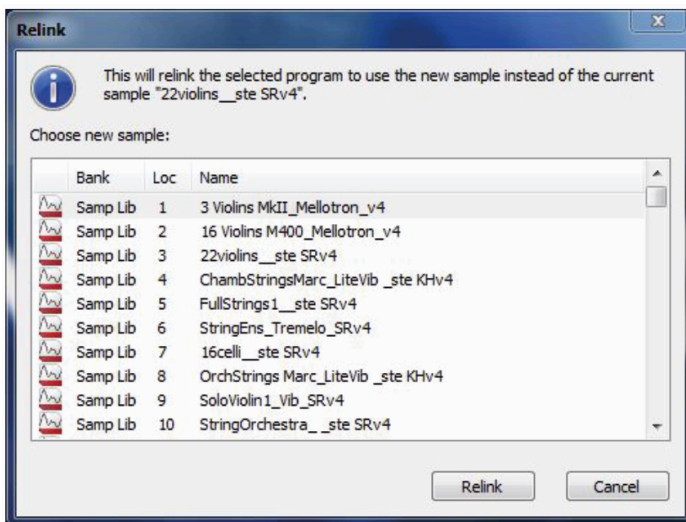 Relink
This will relink the selected program to use the new sample instead of the current
sample "22violins__ste SRv4".
Choose new sample:
Bank Loc Name
Samp Lib 1 3 Violins MkII_Mellotron_v4
Samp Lib 2 16 Violins M400_Mellotron_v4
Samp Lib 3 22violins__ste SRv4
Samp Lib 4 ChambStringsMarc_LiteVib _ste KHv4
Samp Lib 5 FullStrings1__ste SRv4
Samp Lib 6 StringEns_Tremelo_SRv4
Samp Lib 7 16celli__ste SRv4
Samp Lib 8 OrchStrings Marc_LiteVib _ste KHv4
Samp Lib 9 SoloViolin1_Vib_SRv4
Samp Lib 10 StringOrchestra_ _ste SRv4
Relink Cancel